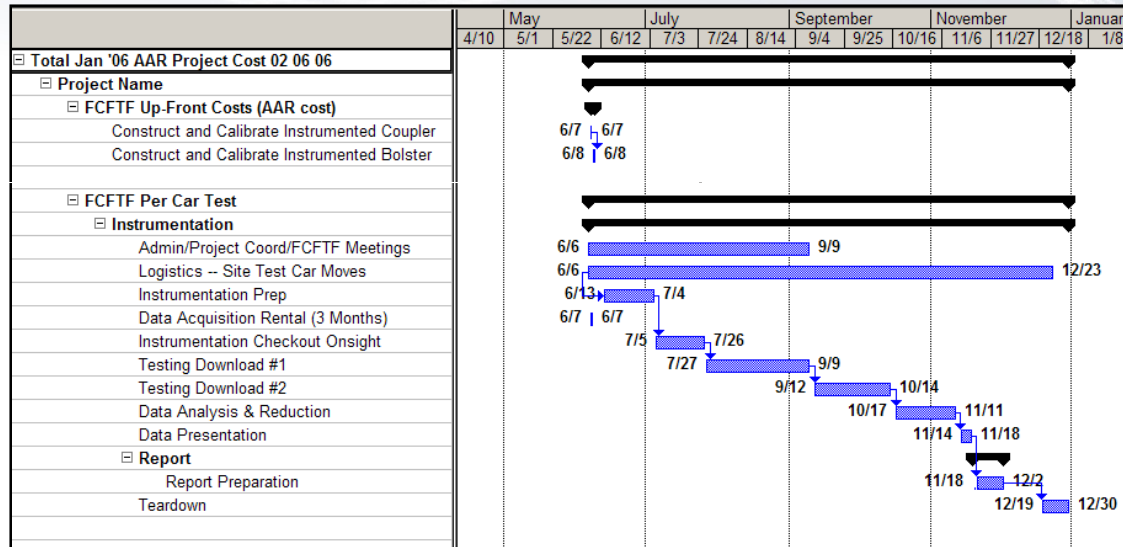 May July September November Januar
4/10 5/1 5/22 6/12 7/3 7/24 8/14 9/4 9/25 10/16 11/6 11/27 12/18 1/8
Total Jan '06 AAR Project Cost 02 06 06
Project Name
FCFTF Up-Front Costs (AAR cost)
Construct and Calibrate Instrumented Coupler 6/7 6/7
Construct and Calibrate Instrumented Bolster 6/8 6/8
FCFTF Per Car Test
Instrumentation
Admin/Project Coord/FCFTF Meetings 6/6 9/9
Logistics -- Site Test Car Moves 6/6 12/23
Instrumentation Prep 6/13 7/4
Data Acquisition Rental (3 Months) 6/7 6/7
Instrumentation Checkout Onsight 7/5 7/26
Testing Download #1 7/27 9/9
Testing Download #2 9/12 10/14
Data Analysis & Reduction 10/17 11/11
Data Presentation 11/14 11/18
Report
Report Preparation 11/18 12/2
Teardown 12/19 12/30